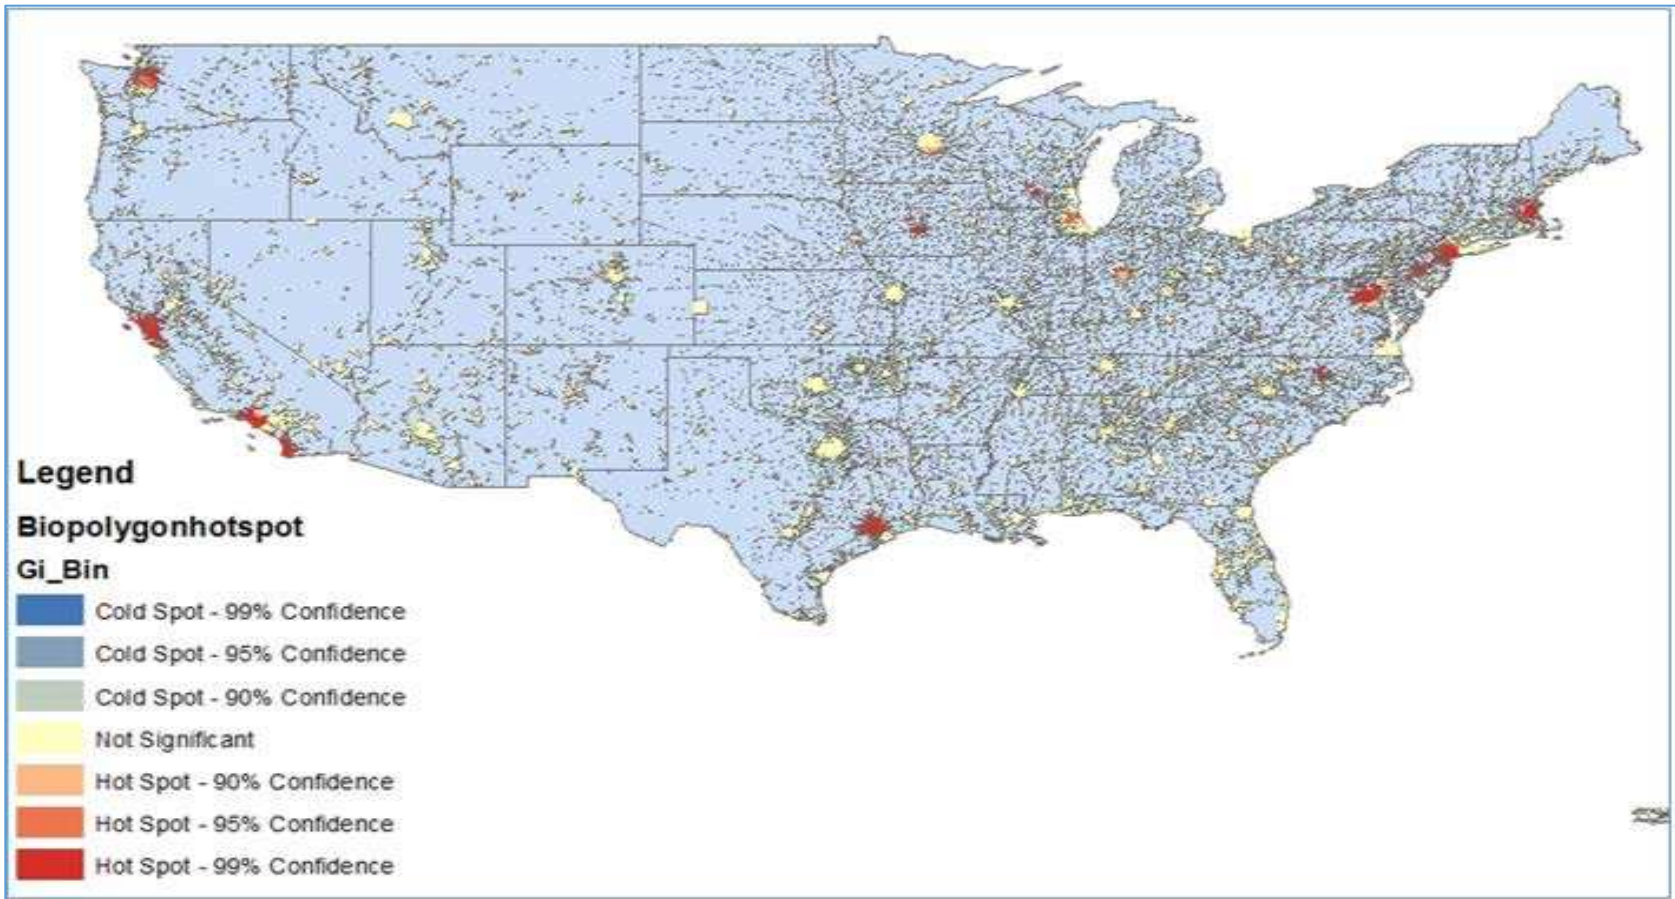 Legend
Biopolygonhotspot
Gi_Bin
Cold Spot - 99% Confidence
Cold Spot - 95% Confidence
Cold Spot - 90% Confidence
Not Significant
Hot Spot - 90% Confidence
Hot Spot - 95% Confidence
Hot Spot - 99% Confidence